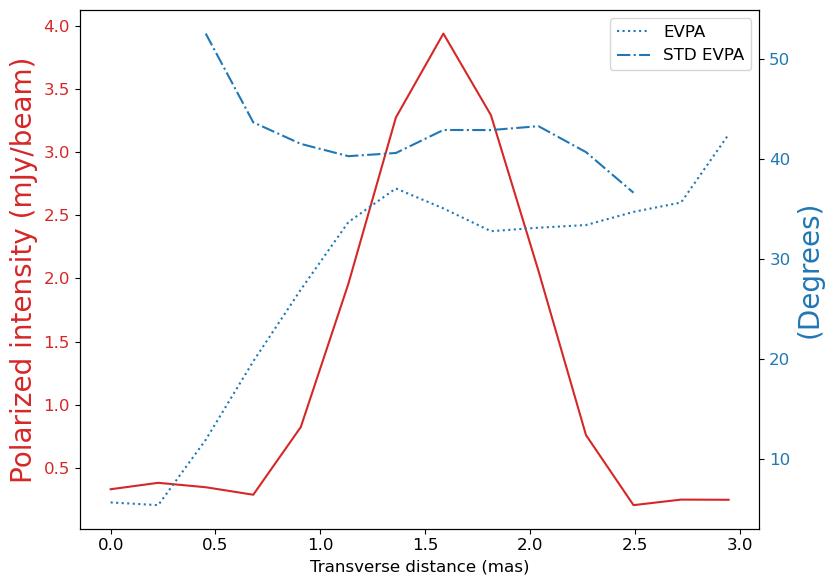 Polarized intensity (mJy/beam)
4.0
3.5
3.0
2.5
2.0
1.5
1.0
0.5
EVPA
STD EVPA
50
40
30
20
10
(Degrees)
0.0 0.5 1.0 1.5 2.0 2.5 3.0
Transverse distance (mas)